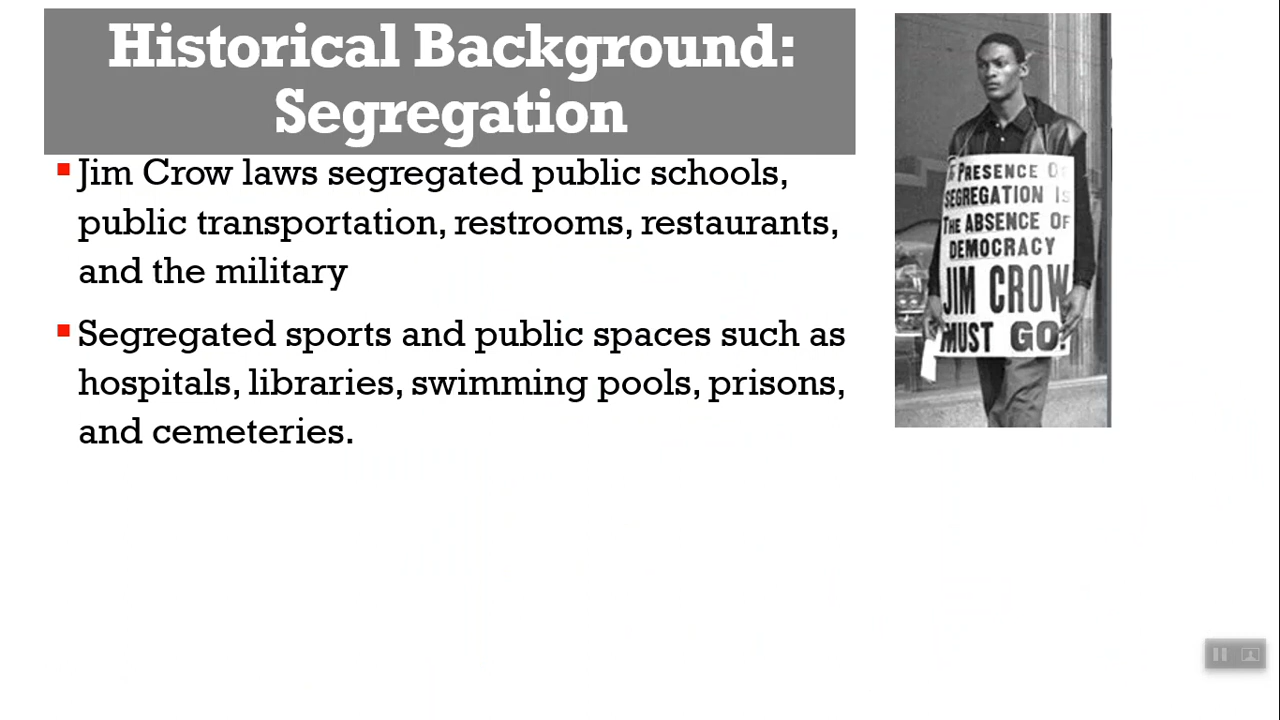 Historical Background:
Segregation
Jim Crow laws segregated public schools,
public transportation, restrooms, restaurants,
and the military
Segregated sports and public spaces such as
hospitals, libraries, swimming pools, prisons,
and cemeteries.
PRESENCE OF
SEGREGATION IS
THE ABSENCE OF
DEMOCRACY
JIM CROW
MUST GO!